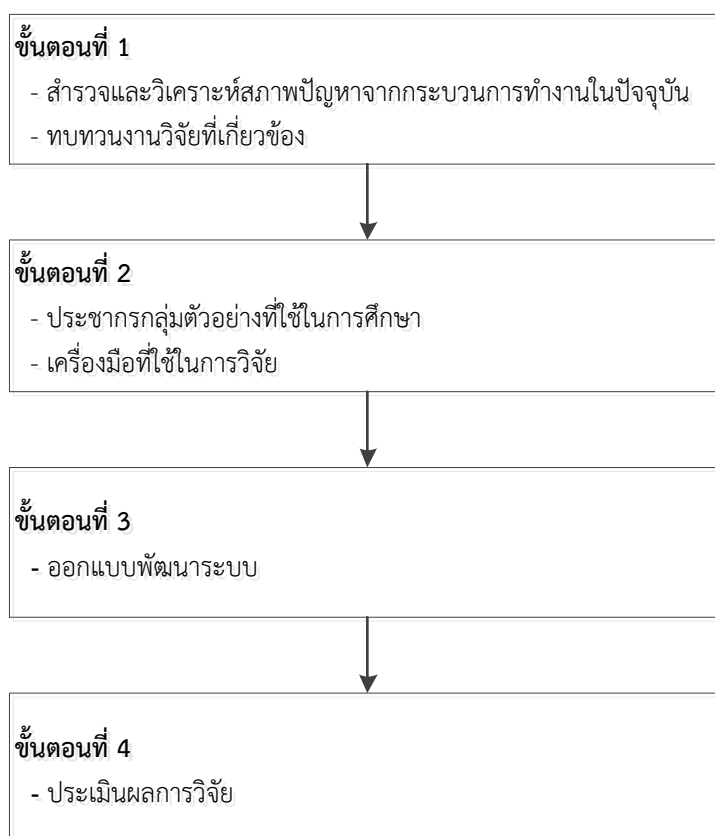 ขั้นตอนที่ 1
- สำรวจและวิเคราะห์สภาพปัญหาจากกระบวนการทำงานในปัจจุบัน
- ทบทวนงานวิจัยที่เกี่ยวข้อง
ขั้นตอนที่ 2
- ประชากรกลุ่มตัวอย่างที่ใช้ในการศึกษา
- เครื่องมือที่ใช้ในการวิจัย
ขั้นตอนที่ 3
- ออกแบบพัฒนาระบบ
ขั้นตอนที่ 4
- ประเมินผลการวิจัย